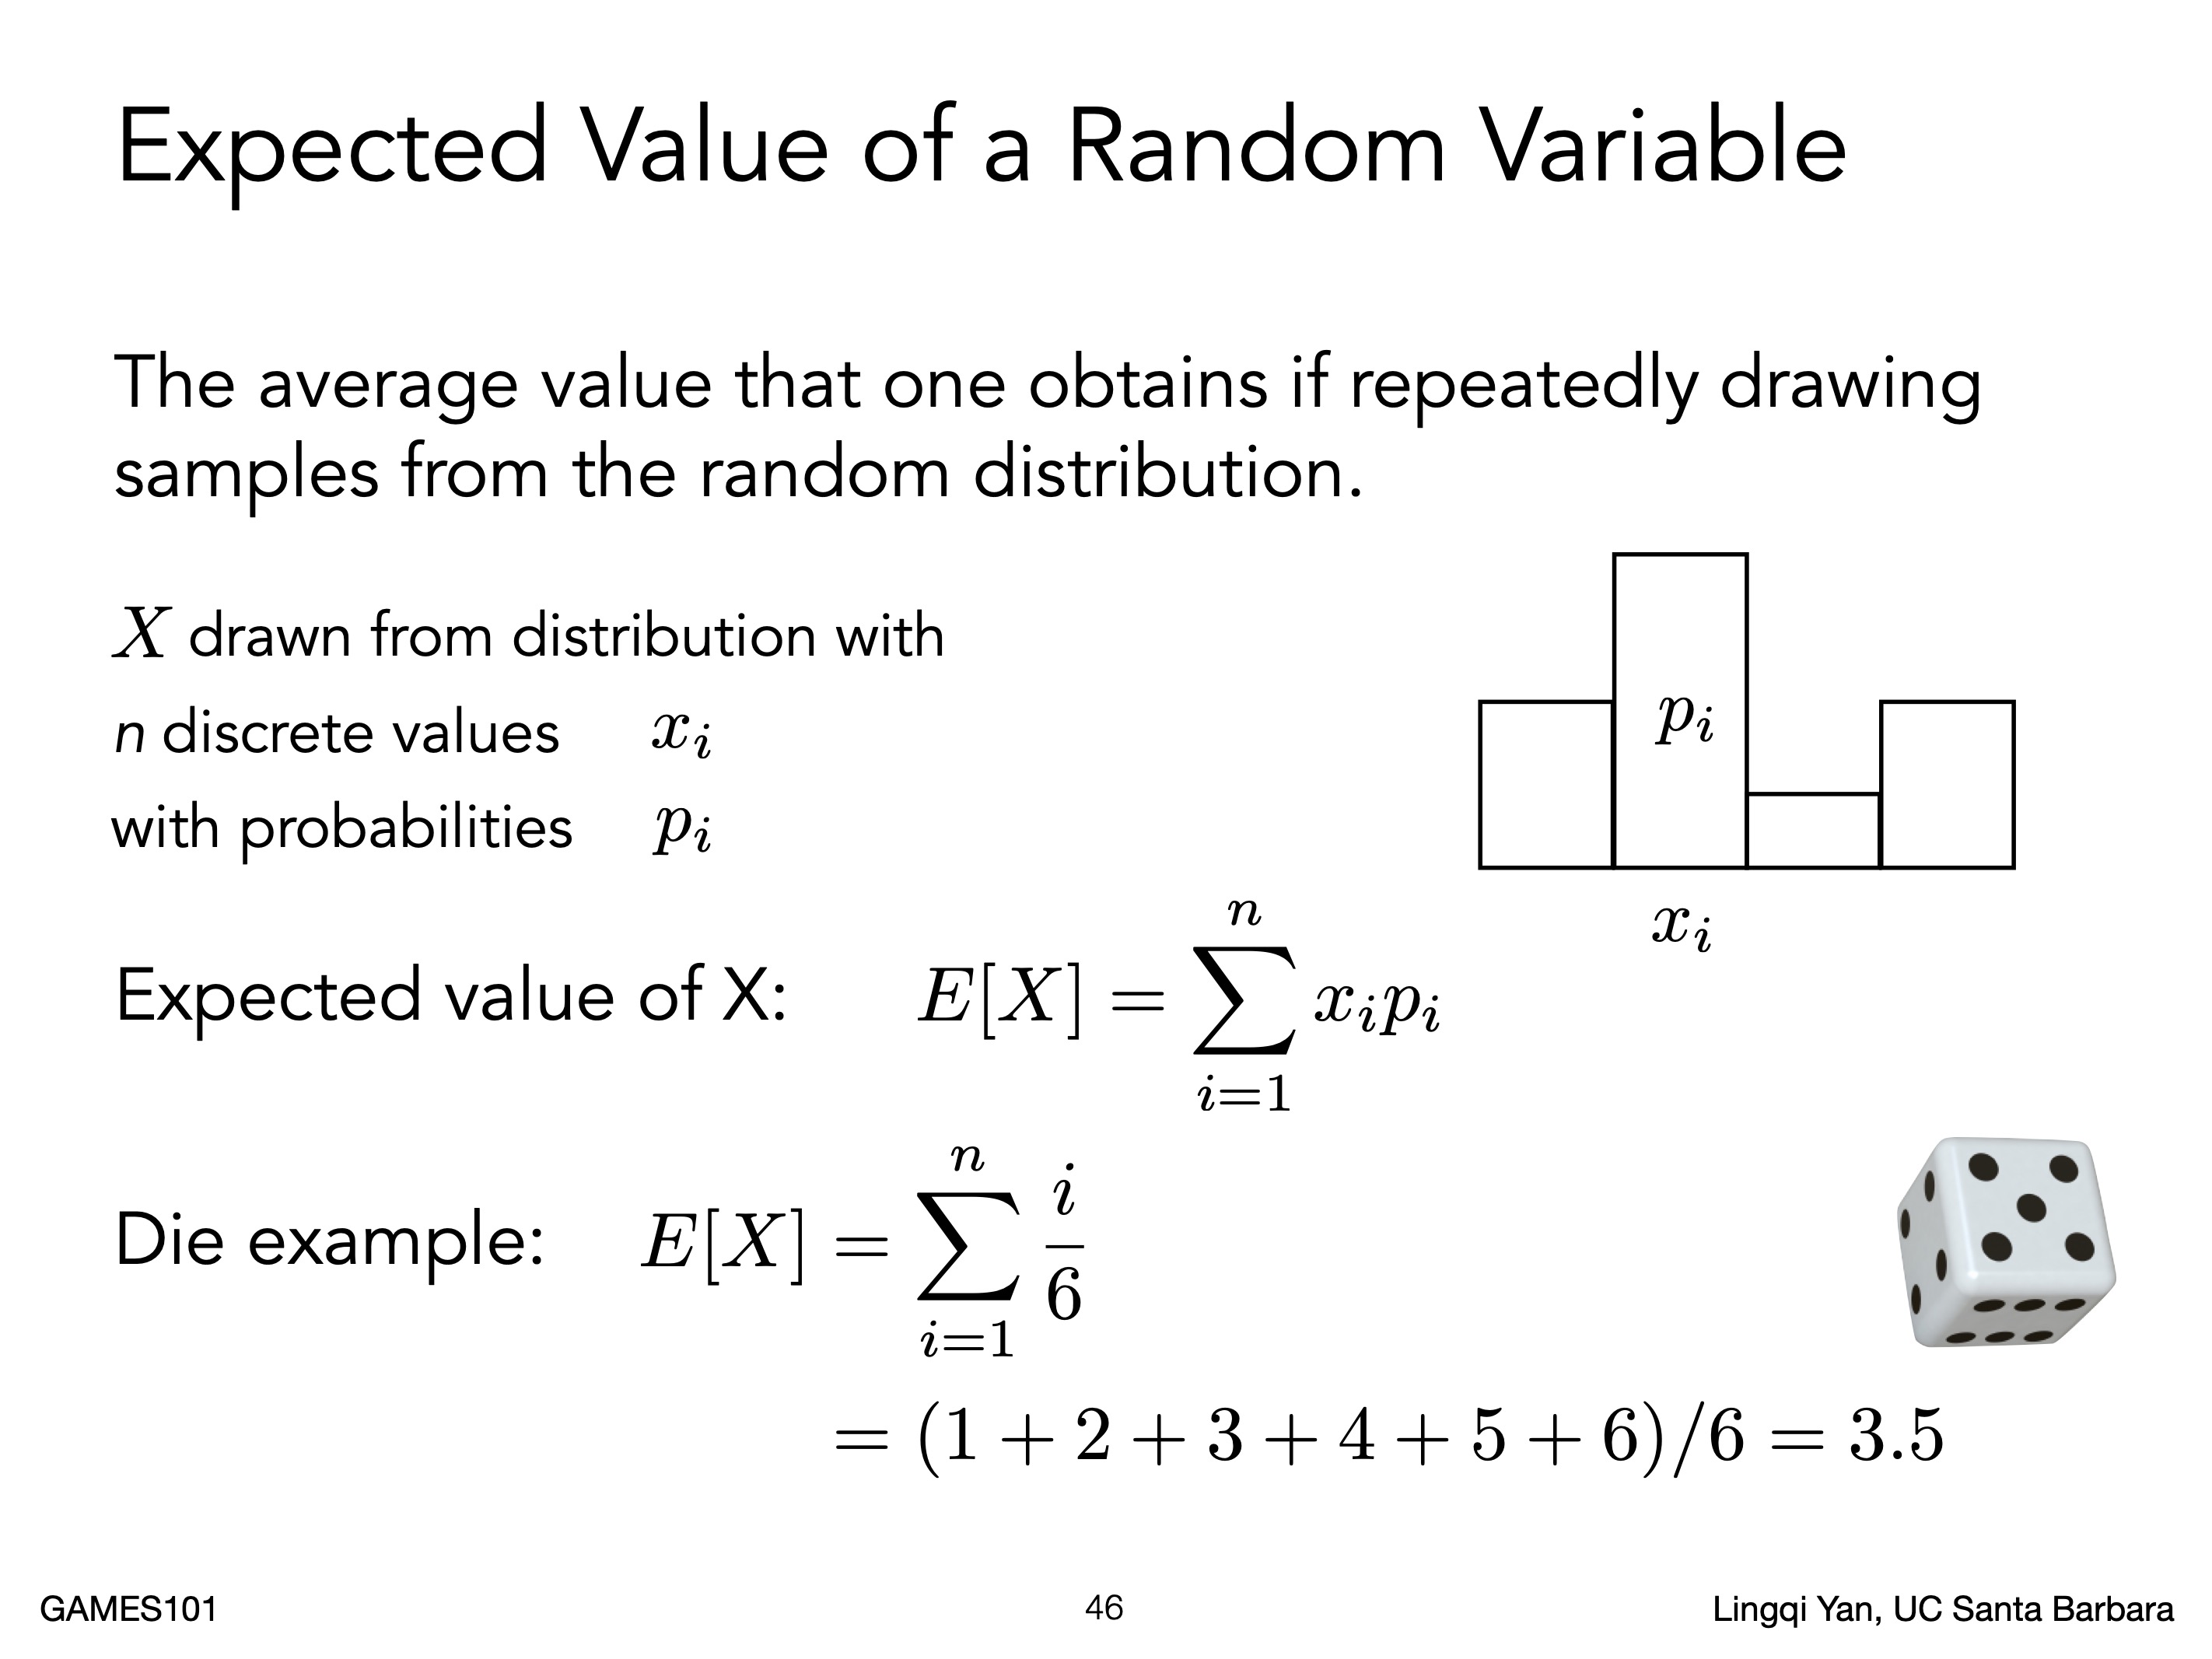 Expected Value of a Random Variable
The average value that one obtains if repeatedly drawing
samples from the random distribution.
X drawn from distribution with
n discrete values x_i
with probabilities p_i
p_i
x_i
Expected value of X: E[X] = \sum_{i=1}^{n} x_i p_i
Die example: E[X] = \sum_{i=1}^{n} \frac{i}{6}
= (1 + 2 + 3 + 4 + 5 + 6)/6 = 3.5
GAMES101 46 Lingqi Yan, UC Santa Barbara